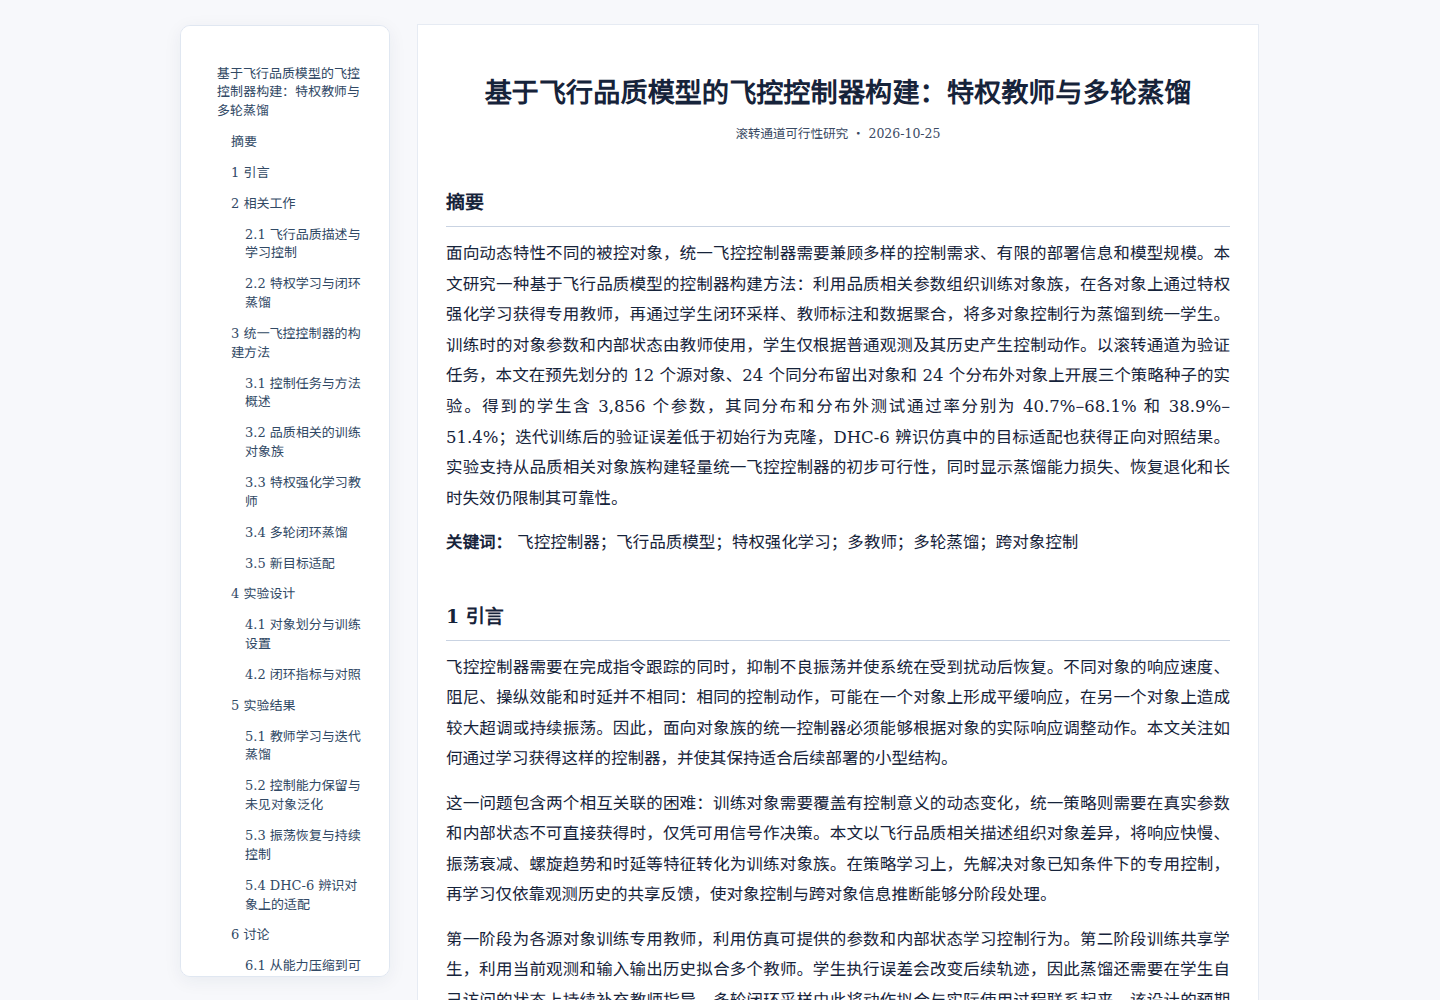 基于飞行品质模型的飞控
控制器构建：特权教师与
多轮蒸馏
摘要
1 引言
2 相关工作
2.1 飞行品质描述与
学习控制
2.2 特权学习与闭环
蒸馏
3 统一飞控控制器的构
建方法
3.1 控制任务与方法
概述
3.2 品质相关的训练
对象族
3.3 特权强化学习教
师
3.4 多轮闭环蒸馏
3.5 新目标适配
4 实验设计
4.1 对象划分与训练
设置
4.2 闭环指标与对照
5 实验结果
5.1 教师学习与迭代
蒸馏
5.2 控制能力保留与
未见对象泛化
5.3 振荡恢复与持续
控制
5.4 DHC-6 辨识对
象上的适配
6 讨论
6.1 从能力压缩到可
基于飞行品质模型的飞控控制器构建：特权教师与多轮蒸馏
滚转通道可行性研究 · 2026-10-25
摘要
面向动态特性不同的被控对象，统一飞控控制器需要兼顾多样的控制需求、有限的部署信息和模型规模。本
文研究一种基于飞行品质模型的控制器构建方法：利用品质相关参数组织训练对象族，在各对象上通过特权
强化学习获得专用教师，再通过学生闭环采样、教师标注和数据聚合，将多对象控制行为蒸馏到统一学生。
训练时的对象参数和内部状态由教师使用，学生仅根据普通观测及其历史产生控制动作。以滚转通道为验证
任务，本文在预先划分的 12 个源对象、24 个同分布留出对象和 24 个分布外对象上开展三个策略种子的实
验。得到的学生含 3,856 个参数，其同分布和分布外测试通过率分别为 40.7%–68.1% 和 38.9%–
51.4%；迭代训练后的验证误差低于初始行为克隆，DHC-6 辨识仿真中的目标适配也获得正向对照结果。
实验支持从品质相关对象族构建轻量统一飞控控制器的初步可行性，同时显示蒸馏能力损失、恢复退化和长
时失效仍限制其可靠性。
关键词： 飞控控制器；飞行品质模型；特权强化学习；多教师；多轮蒸馏；跨对象控制
1 引言
飞控控制器需要在完成指令跟踪的同时，抑制不良振荡并使系统在受到扰动后恢复。不同对象的响应速度、
阻尼、操纵效能和时延并不相同：相同的控制动作，可能在一个对象上形成平缓响应，在另一个对象上造成
较大超调或持续振荡。因此，面向对象族的统一控制器必须能够根据对象的实际响应调整动作。本文关注如
何通过学习获得这样的控制器，并使其保持适合后续部署的小型结构。
这一问题包含两个相互关联的困难：训练对象需要覆盖有控制意义的动态变化，统一策略则需要在真实参数
和内部状态不可直接获得时，仅凭可用信号作决策。本文以飞行品质相关描述组织对象差异，将响应快慢、
振荡衰减、螺旋趋势和时延等特征转化为训练对象族。在策略学习上，先解决对象已知条件下的专用控制，
再学习仅依靠观测历史的共享反馈，使对象控制与跨对象信息推断能够分阶段处理。
第一阶段为各源对象训练专用教师，利用仿真可提供的参数和内部状态学习控制行为。第二阶段训练共享学
生，利用当前观测和输入输出历史拟合多个教师。学生执行误差会改变后续轨迹，因此蒸馏还需要在学生自
己访问的状态上持续补充教师指导，多轮闭环采样由此将动作拟合与实际使用过程联系起来。该设计的预期